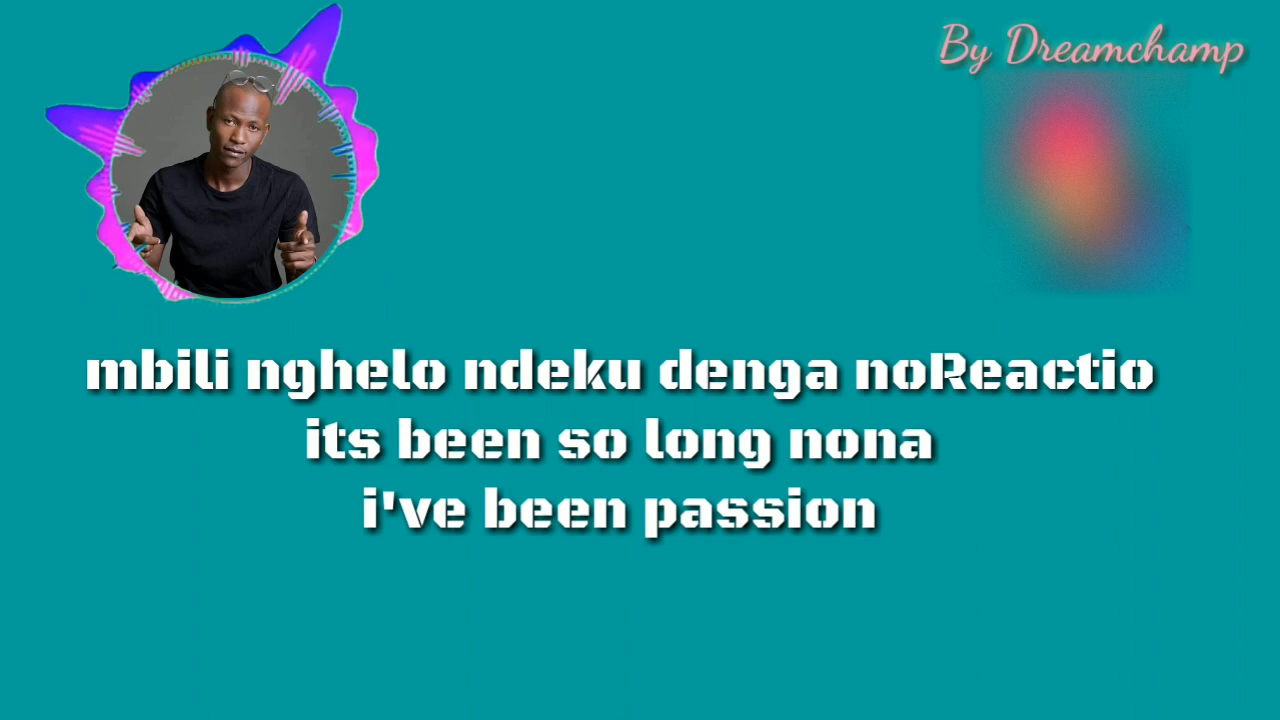 By Dreamchamp
mbili nghelo ndeku denga noReactio
its been so long nona
i've been passion